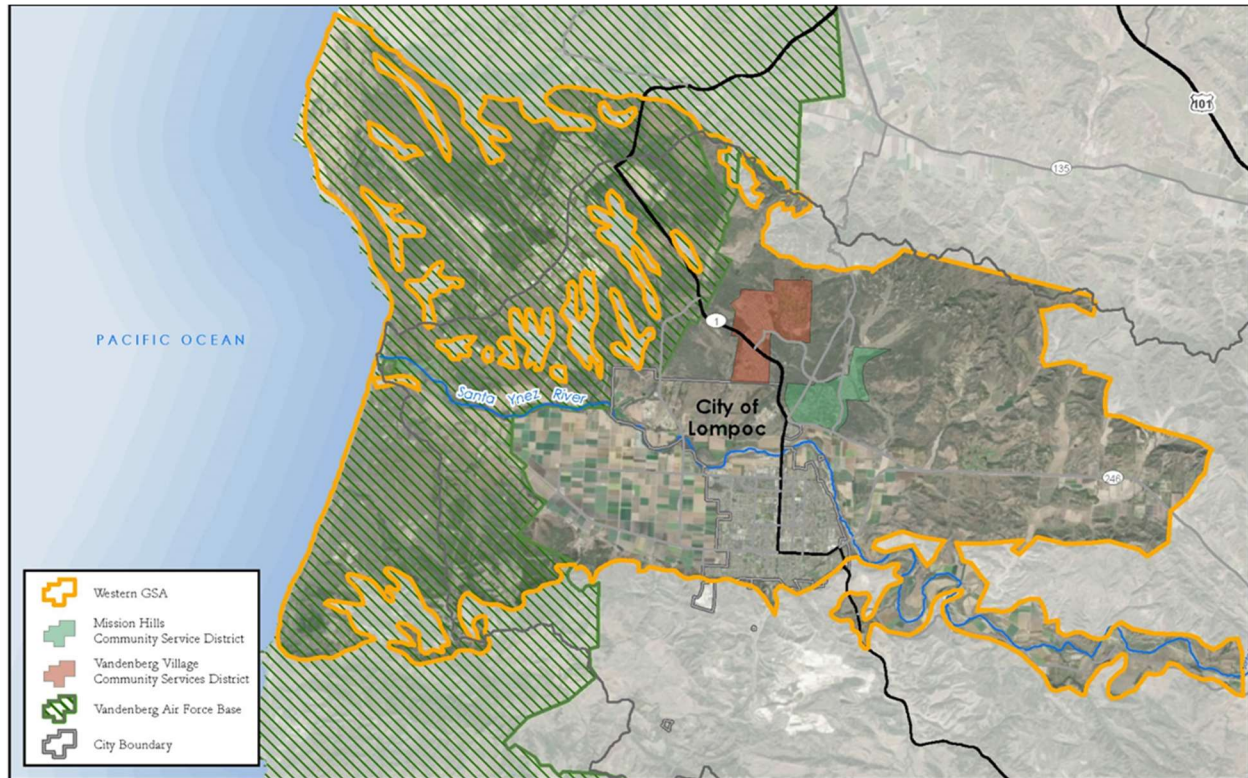 101
135
PACIFIC OCEAN
1
Santa Ynez River
City of
Lompoc
246
Western GSA
Mission Hills
Community Service District
Vandenberg Village
Community Services District
Vandenberg Air Force Base
City Boundary